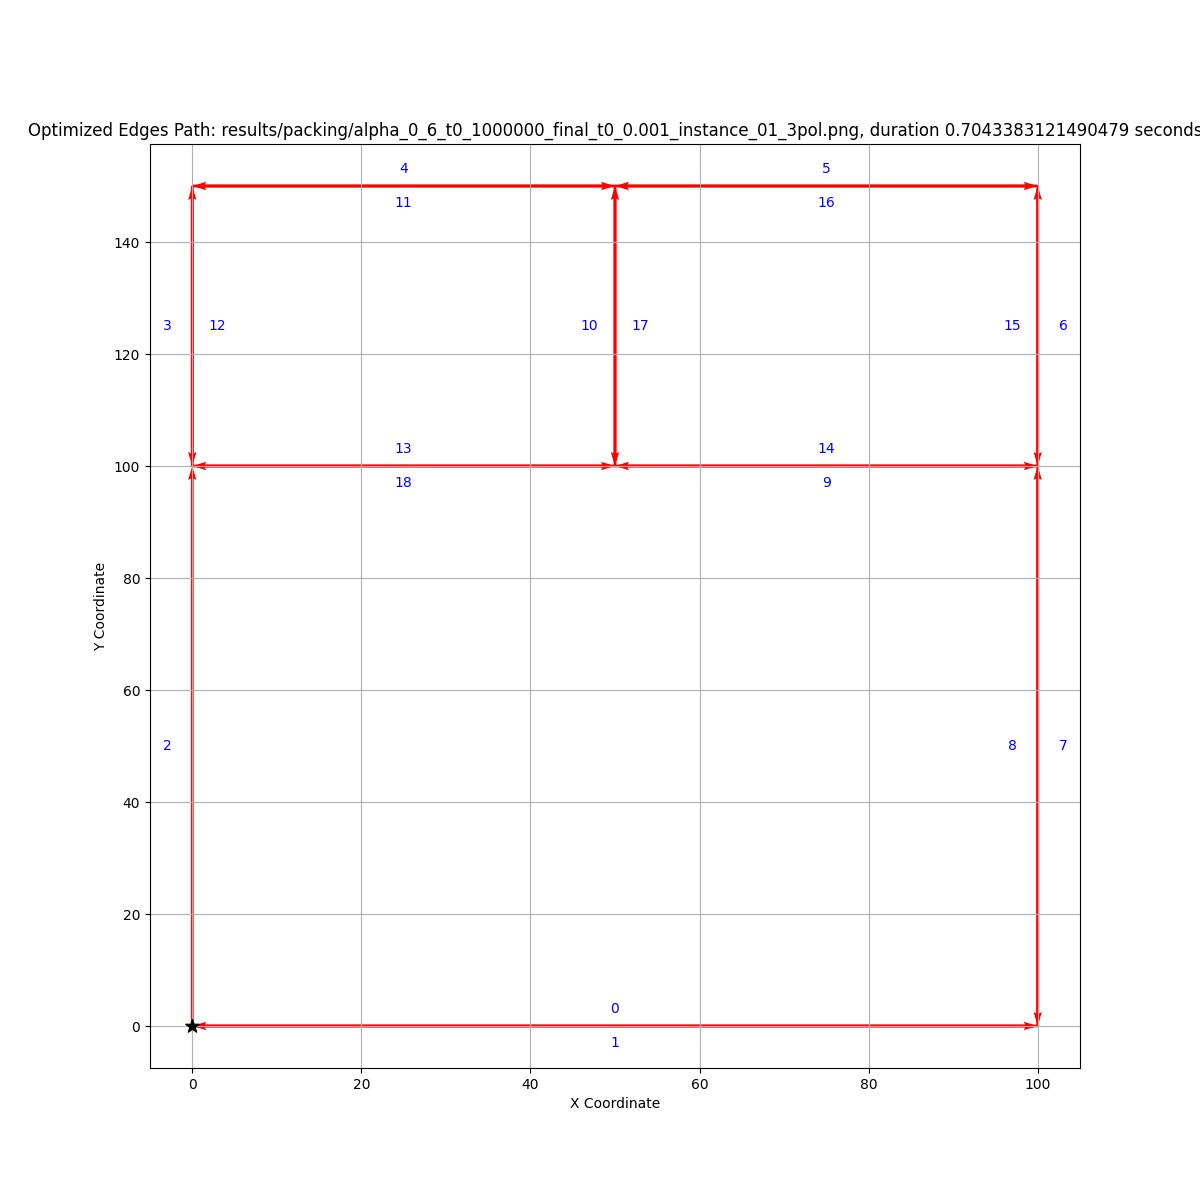 Optimized Edges Path: results/packing/alpha_0_6_t0_1000000_final_t0_0.001_instance_01_3pol.png, duration 0.7043383121490479 seconds
4 5
11 16
140
3 12 10 17 15 6
120
13 14
100
18 9
80
Y Coordinate
60
2 8 7
40
20
0
0
1
0 20 40 60 80 100
X Coordinate